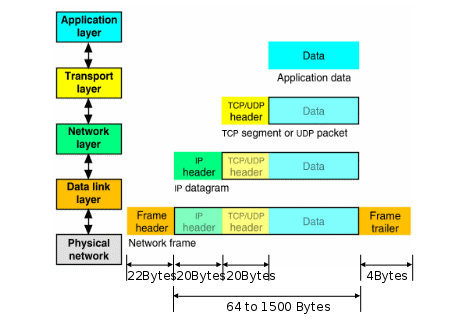 Application
layer
Data
Application data
Transport
layer
TCP/UDP
header
Data
TCP segment or UDP packet
Network
layer
IP
header
TCP/UDP
header
Data
IP datagram
Data link
layer
Frame
header
IP
header
TCP/UDP
header
Data
Frame
trailer
Physical
network
Network frame
22Bytes
20Bytes
20Bytes
4Bytes
64 to 1500 Bytes